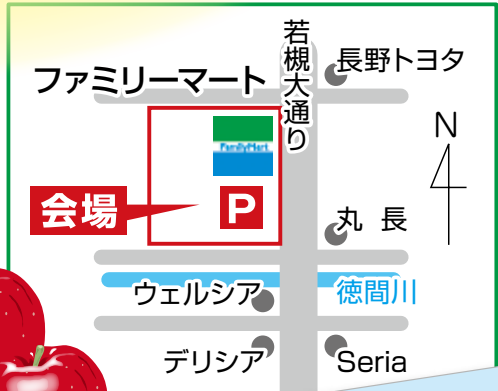 若槻大通り
長野トヨタ
ファミリーマート
N
FamilyMart
会場
P
丸長
ウェルシア
徳間川
デリシア
Seria